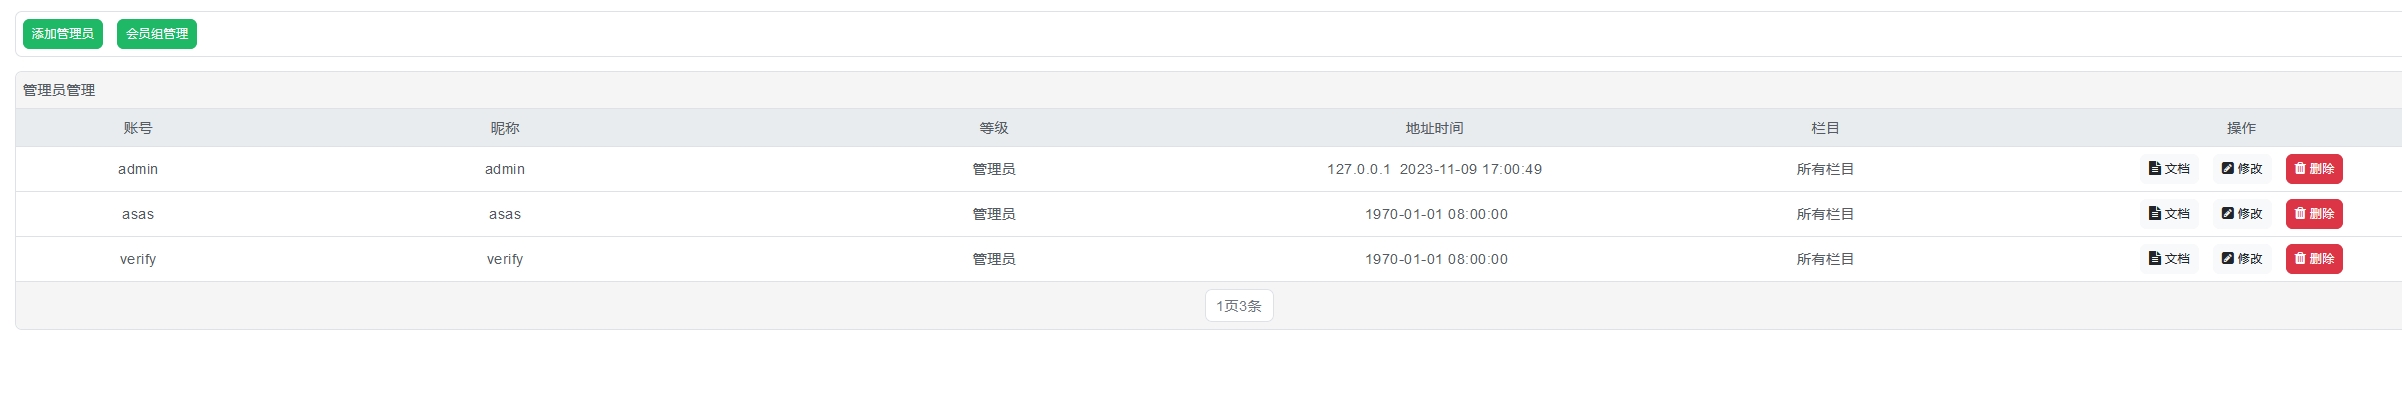 添加管理员 会员组管理
管理员管理
账号 昵称 等级 地址时间 栏目 操作
admin admin 管理员 127.0.0.1 2023-11-09 17:00:49 所有栏目 文档 修改 删除
asas asas 管理员 1970-01-01 08:00:00 所有栏目 文档 修改 删除
verify verify 管理员 1970-01-01 08:00:00 所有栏目 文档 修改 删除
1页3条